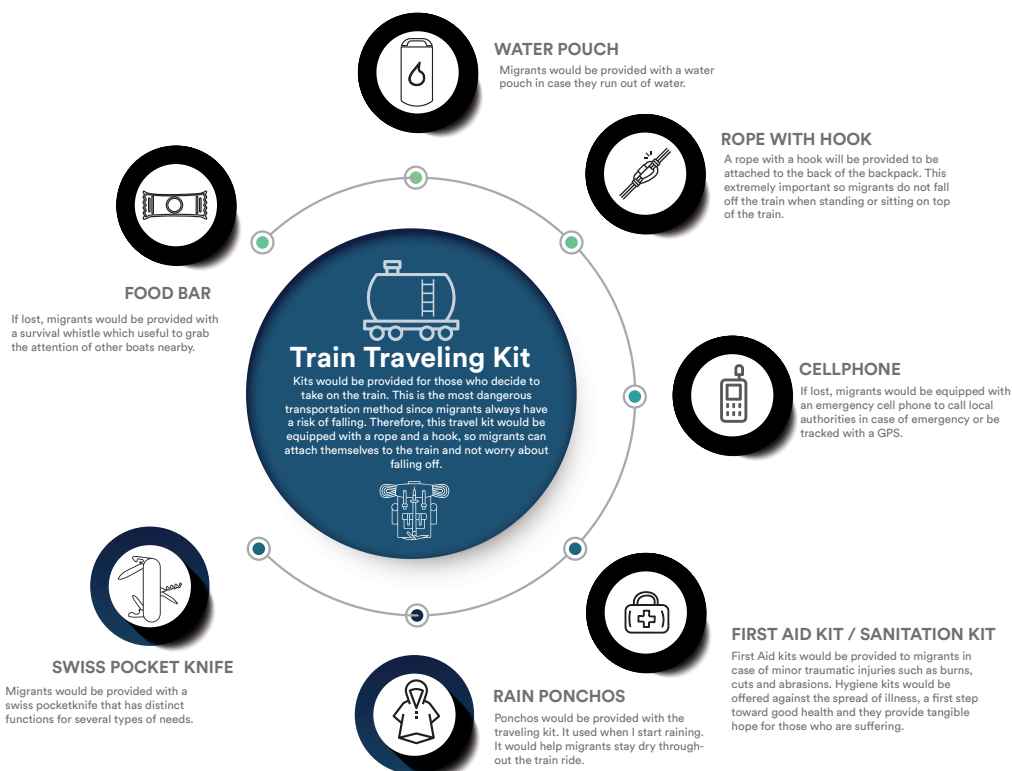 WATER POUCH
Migrants would be provided with a water
pouch in case they run out of water.
ROPE WITH HOOK
A rope with a hook will be provided to be
attached to the back of the backpack. This
extremely important so migrants do not fall
off the train when standing or sitting on top
of the train.
FOOD BAR
If lost, migrants would be provided with
a survival whistle which useful to grab
the attention of other boats nearby.
Train Traveling Kit
Kits would be provided for those who decide to
take on the train. This is the most dangerous
transportation method since migrants always have
a risk of falling. Therefore, this travel kit would be
equipped with a rope and a hook, so migrants can
attach themselves to the train and not worry about
falling off.
CELLPHONE
If lost, migrants would be equipped with
an emergency cell phone to call local
authorities in case of emergency or be
tracked with a GPS.
FIRST AID KIT / SANITATION KIT
First Aid kits would be provided to migrants in
case of minor traumatic injuries such as burns,
cuts and abrasions. Hygiene kits would be
offered against the spread of illness, a first step
toward good health and they provide tangible
hope for those who are suffering.
SWISS POCKET KNIFE
Migrants would be provided with a
swiss pocketknife that has distinct
functions for several types of needs.
RAIN PONCHOS
Ponchos would be provided with the
traveling kit. It used when I start raining.
It would help migrants stay dry through-
out the train ride.